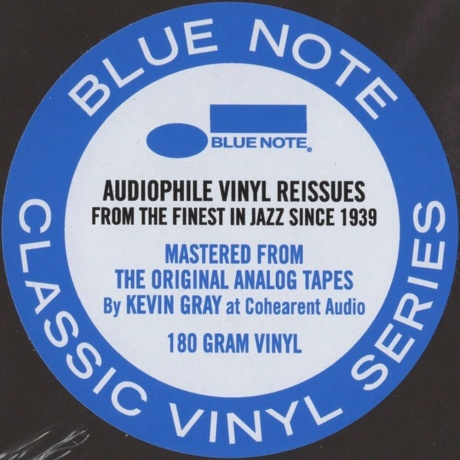 BLUE NOTE
BLUE NOTE®
AUDIOPHILE VINYL REISSUES
FROM THE FINEST IN JAZZ SINCE 1939
MASTERED FROM
THE ORIGINAL ANALOG TAPES
By KEVIN GRAY at Cohearent Audio
180 GRAM VINYL
CLASSIC VINYL SERIES